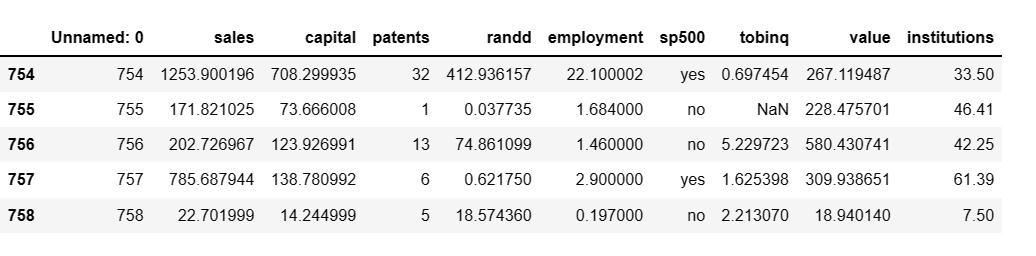 Unnamed: 0 sales capital patents randd employment sp500 tobinq value institutions
754 754 1253.900196 708.299935 32 412.936157 22.100002 yes 0.697454 267.119487 33.50
755 755 171.821025 73.666008 1 0.037735 1.684000 no NaN 228.475701 46.41
756 756 202.726967 123.926991 13 74.861099 1.460000 no 5.229723 580.430741 42.25
757 757 785.687944 138.780992 6 0.621750 2.900000 yes 1.625398 309.938651 61.39
758 758 22.701999 14.244999 5 18.574360 0.197000 no 2.213070 18.940140 7.50